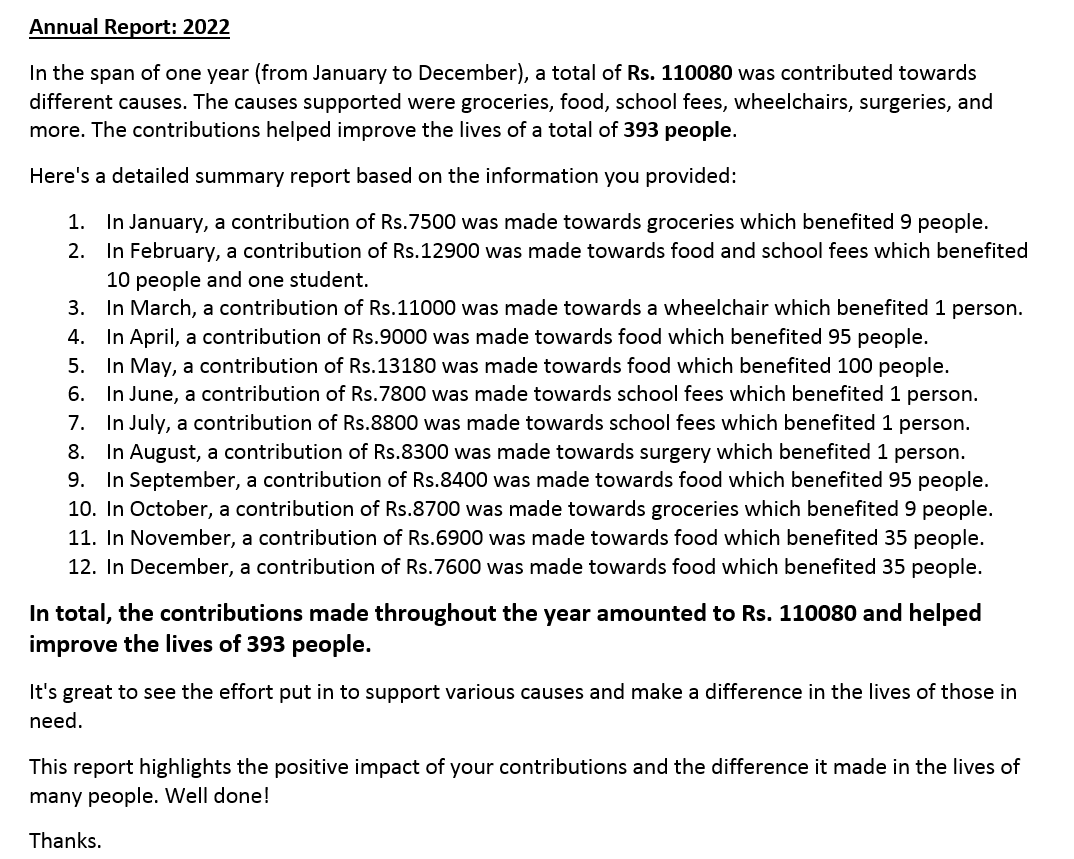 Annual Report: 2022
In the span of one year (from January to December), a total of Rs. 110080 was contributed towards
different causes. The causes supported were groceries, food, school fees, wheelchairs, surgeries, and
more. The contributions helped improve the lives of a total of 393 people.
Here's a detailed summary report based on the information you provided:
1. In January, a contribution of Rs.7500 was made towards groceries which benefited 9 people.
2. In February, a contribution of Rs.12900 was made towards food and school fees which benefited
10 people and one student.
3. In March, a contribution of Rs.11000 was made towards a wheelchair which benefited 1 person.
4. In April, a contribution of Rs.9000 was made towards food which benefited 95 people.
5. In May, a contribution of Rs.13180 was made towards food which benefited 100 people.
6. In June, a contribution of Rs.7800 was made towards school fees which benefited 1 person.
7. In July, a contribution of Rs.8800 was made towards school fees which benefited 1 person.
8. In August, a contribution of Rs.8300 was made towards surgery which benefited 1 person.
9. In September, a contribution of Rs.8400 was made towards food which benefited 95 people.
10. In October, a contribution of Rs.8700 was made towards groceries which benefited 9 people.
11. In November, a contribution of Rs.6900 was made towards food which benefited 35 people.
12. In December, a contribution of Rs.7600 was made towards food which benefited 35 people.
In total, the contributions made throughout the year amounted to Rs. 110080 and helped
improve the lives of 393 people.
It's great to see the effort put in to support various causes and make a difference in the lives of those in
need.
This report highlights the positive impact of your contributions and the difference it made in the lives of
many people. Well done!
Thanks.